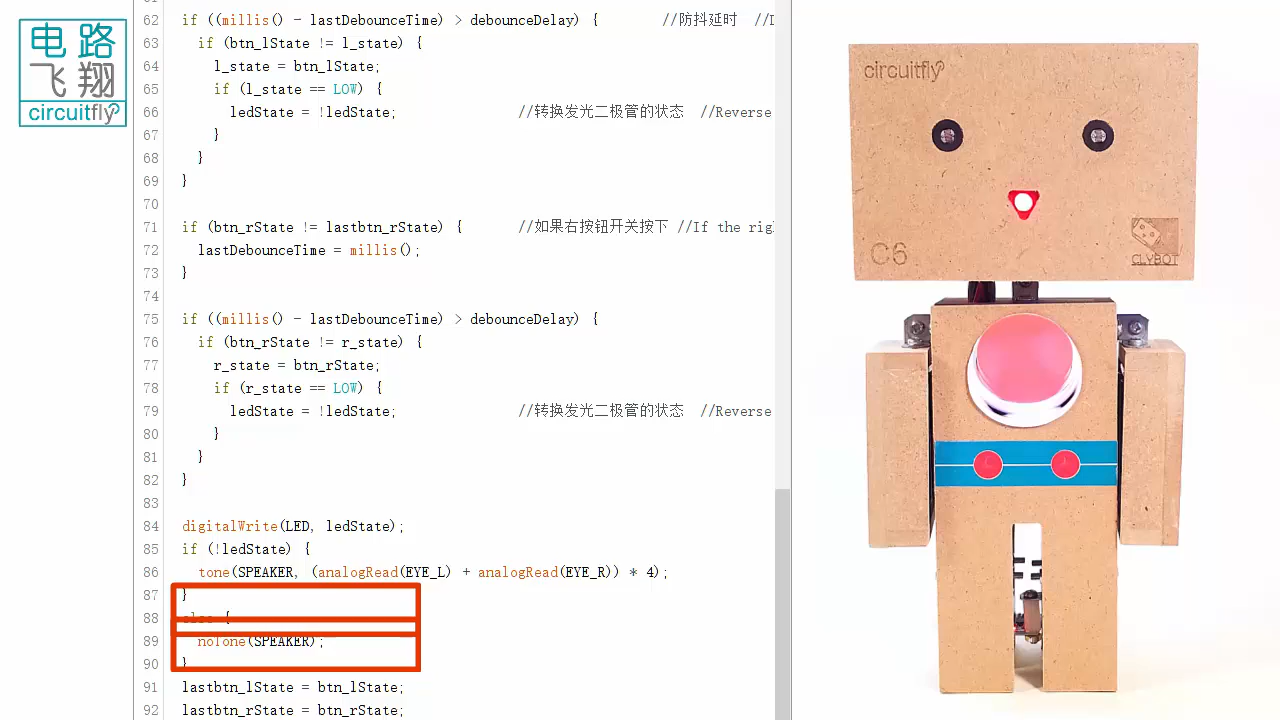 电路
飞翔
circuitfly
62 if ((millis() - lastDebounceTime) > debounceDelay) { //防抖延时
63 if (btn_lState != l_state) {
64 l_state = btn_lState;
65 if (l_state == LOW) {
66 ledState = !ledState; //转换发光二极管的状态 //Reverse
67 }
68 }
69 }
70
71 if (btn_rState != lastbtn_rState) { //如果右按钮开关按下 //If the
72 lastDebounceTime = millis();
73 }
74
75 if ((millis() - lastDebounceTime) > debounceDelay) {
76 if (btn_rState != r_state) {
77 r_state = btn_rState;
78 if (r_state == LOW) {
79 ledState = !ledState; //转换发光二极管的状态 //Reverse
80 }
81 }
82 }
83
84 digitalWrite(LED, ledState);
85 if (!ledState) {
86 tone(SPEAKER, (analogRead(EYE_L) + analogRead(EYE_R)) * 4);
87 }
88 else {
89 noTone(SPEAKER);
90 }
91 lastbtn_lState = btn_lState;
92 lastbtn_rState = btn_rState;
circuitfly
C6
CLYBOT